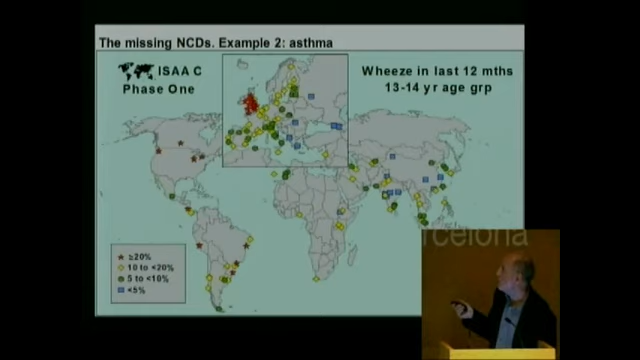 The missing NCDs. Example 2: asthma
ISAA C
Phase One
Wheeze in last 12 mths
13-14 yr age grp
≥20%
10 to <20%
5 to <10%
<5%
rcelona